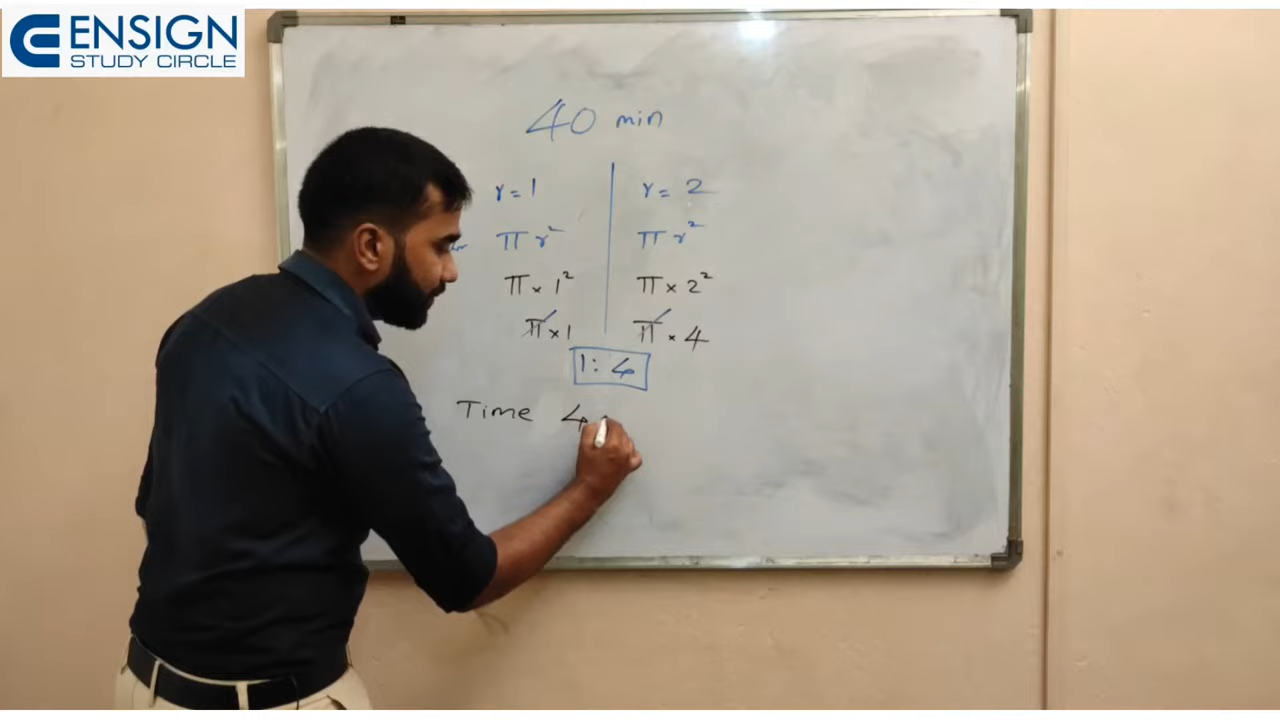 ENSIGN
STUDY CIRCLE
40 min
r = 1 r = 2
π r² π r²
π × 1² π × 2²
π × 1 π × 4
1 : 4
Time 4